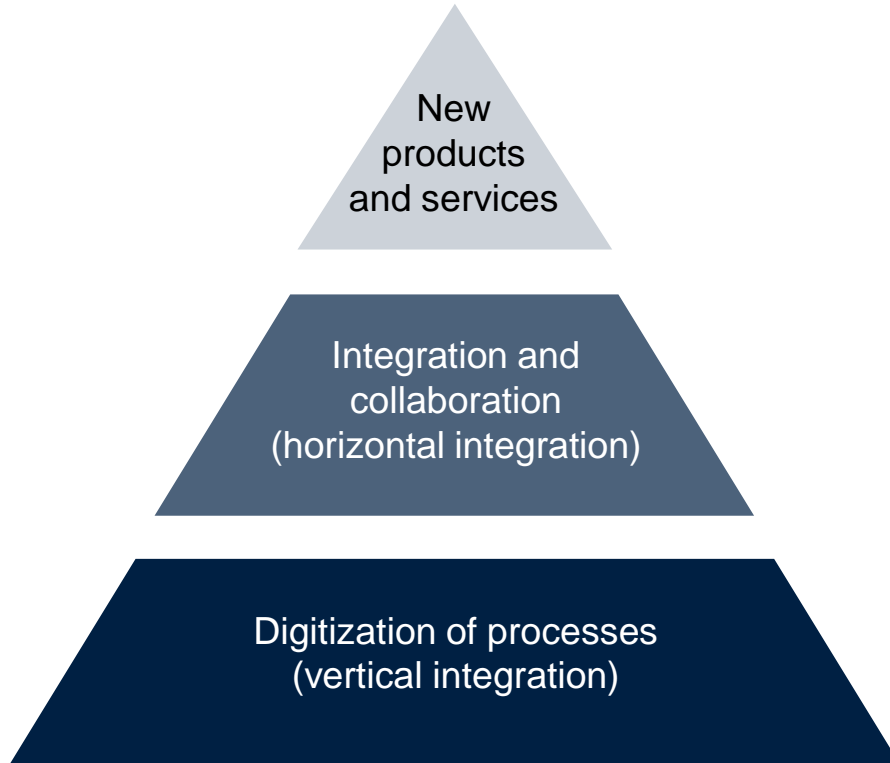 New
products
and services
Integration and
collaboration
(horizontal integration)
Digitization of processes
(vertical integration)